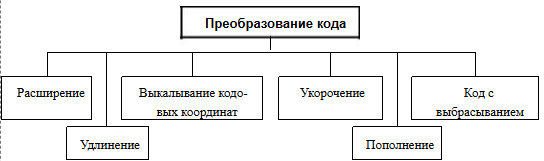 Преобразование кода
Расширение
Выкалывание кодо-
вых координат
Укорочение
Код с
выбрасыванием
Удлинение
Пополнение